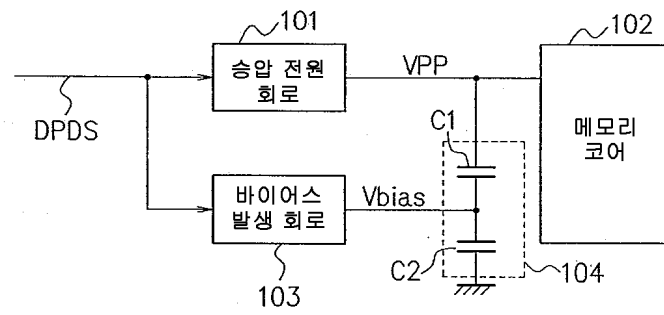 101
승압 전원
회로
VPP
102
메모리
코어
DPDS
C1
바이어스
발생 회로
Vbias
103
C2
104